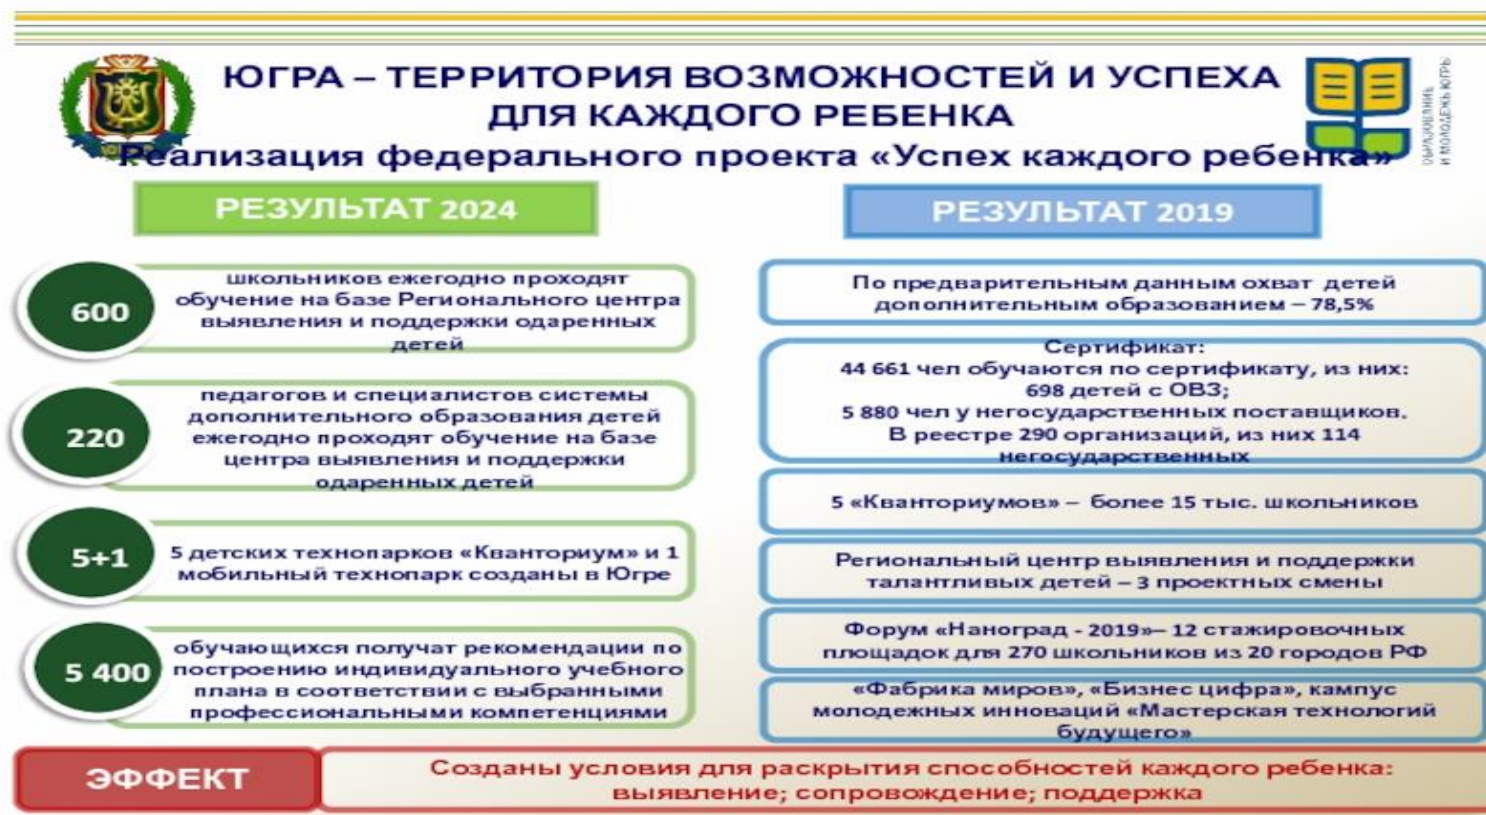 ЮГРА – ТЕРРИТОРИЯ ВОЗМОЖНОСТЕЙ И УСПЕХА
ДЛЯ КАЖДОГО РЕБЕНКА
Реализация федерального проекта «Успех каждого ребенка»
ОБРАЗОВАНИЕ
И МОЛОДЕЖЬ ЮГРЫ
РЕЗУЛЬТАТ 2024
600
школьников ежегодно проходят
обучение на базе Регионального центра
выявления и поддержки одаренных
детей
220
педагогов и специалистов системы
дополнительного образования детей
ежегодно проходят обучение на базе
центра выявления и поддержки
одаренных детей
5+1
5 детских технопарков «Кванториум» и 1
мобильный технопарк созданы в Югре
5 400
обучающихся получат рекомендации по
построению индивидуального учебного
плана в соответствии с выбранными
профессиональными компетенциями
РЕЗУЛЬТАТ 2019
По предварительным данным охват детей
дополнительным образованием – 78,5%
Сертификат:
44 661 чел обучаются по сертификату, из них:
698 детей с ОВЗ;
5 880 чел у негосударственных поставщиков.
В реестре 290 организаций, из них 114
негосударственных
5 «Кванториумов» – более 15 тыс. школьников
Региональный центр выявления и поддержки
талантливых детей – 3 проектных смены
Форум «Наноград - 2019»– 12 стажировочных
площадок для 270 школьников из 20 городов РФ
«Фабрика миров», «Бизнес цифра», кампус
молодежных инноваций «Мастерская технологий
будущего»
ЭФФЕКТ
Созданы условия для раскрытия способностей каждого ребенка:
выявление; сопровождение; поддержка